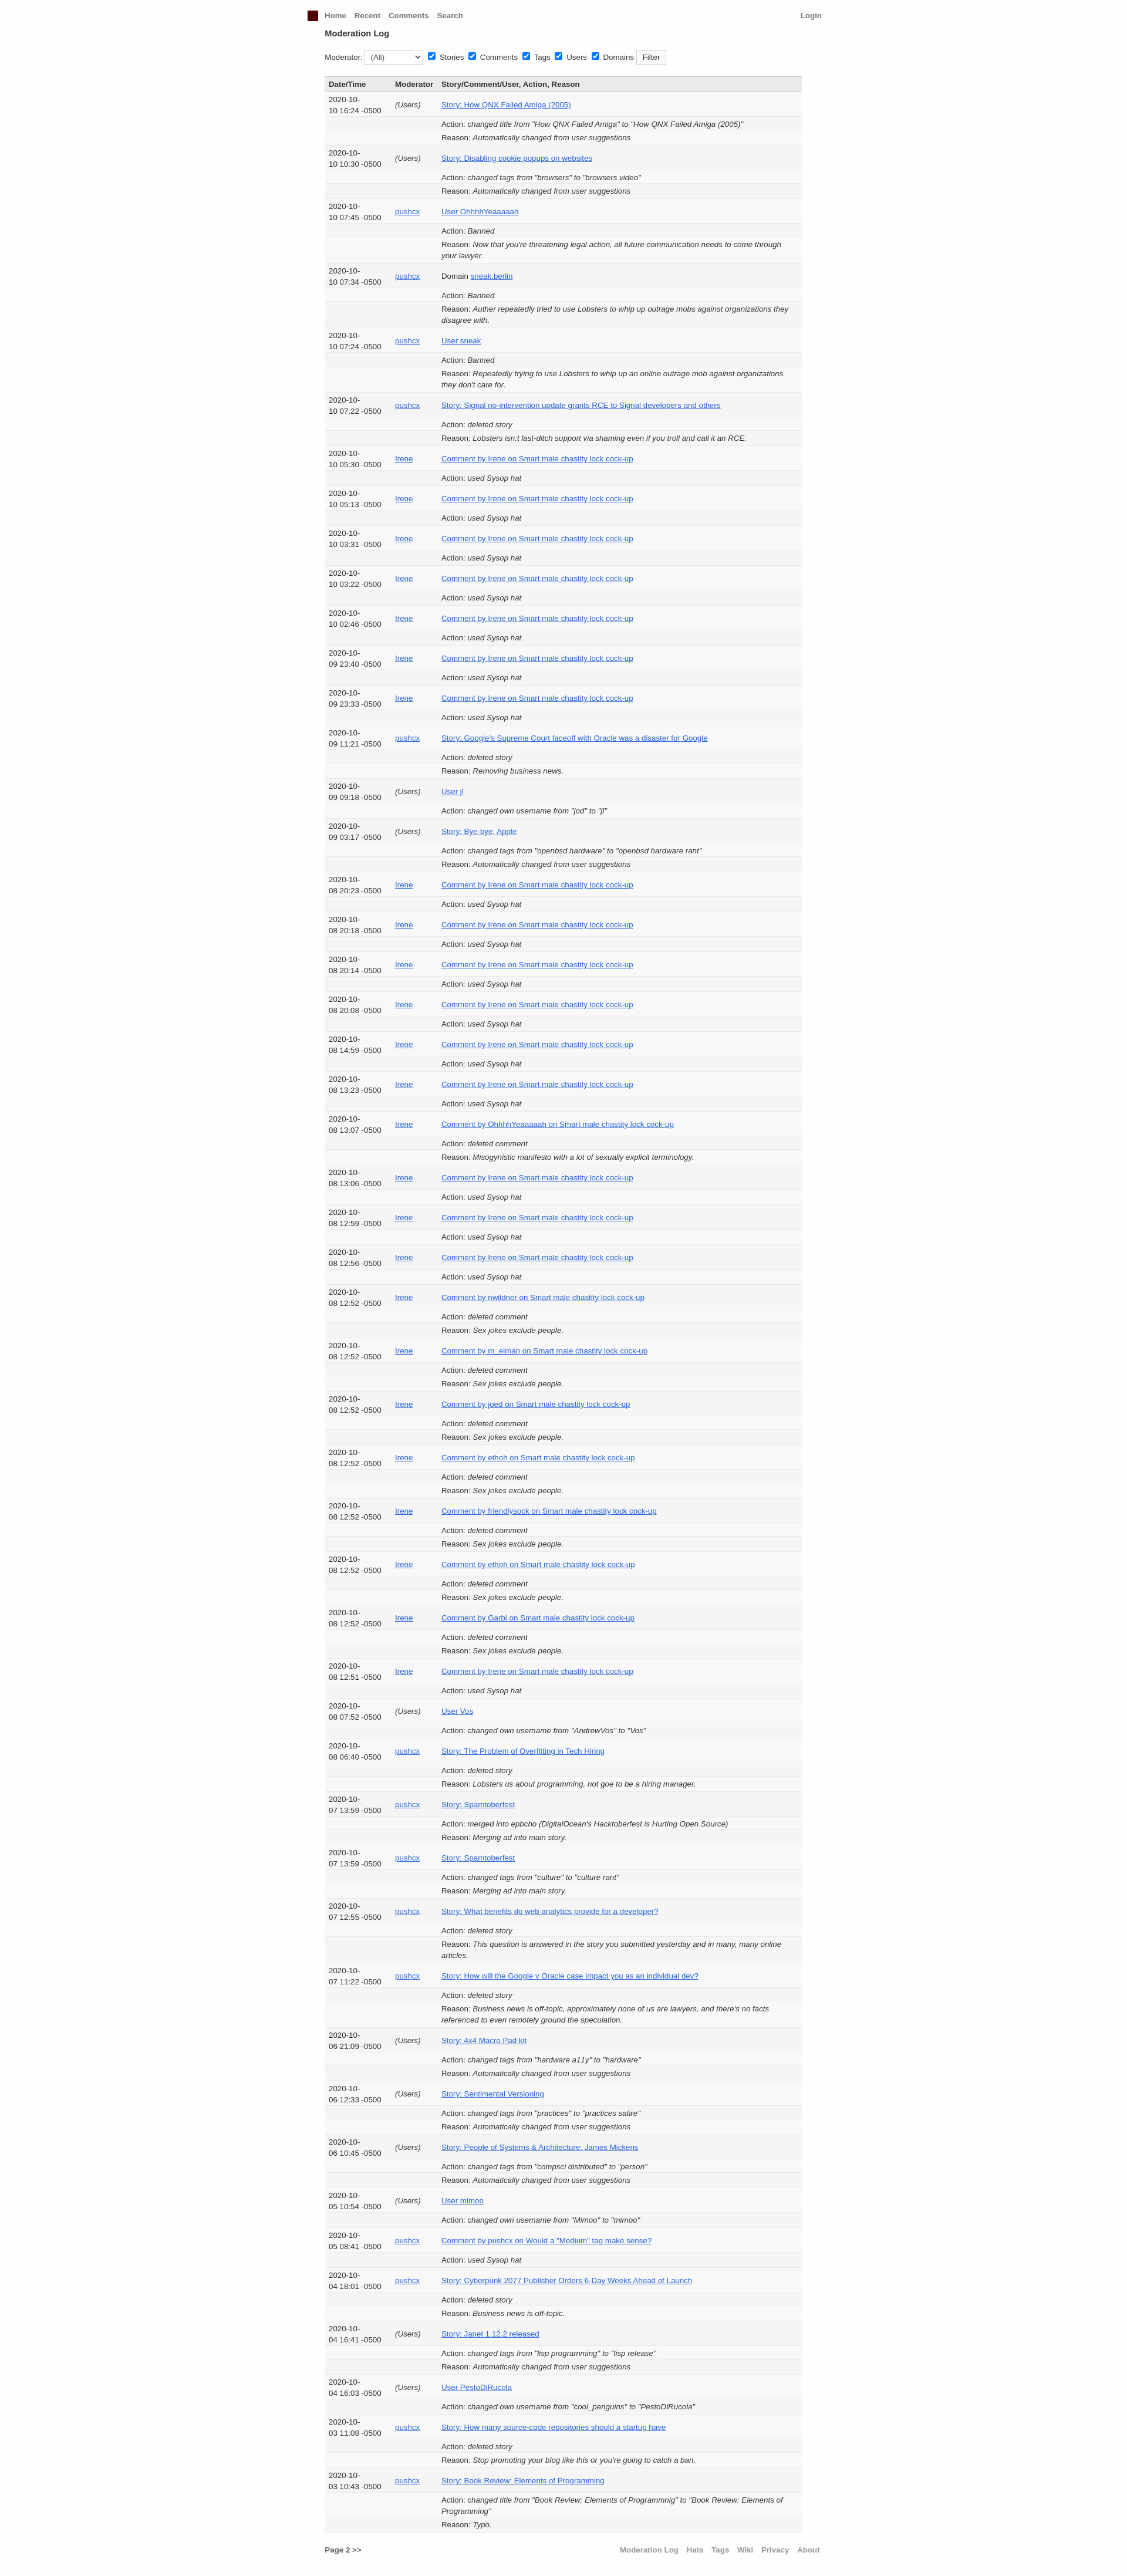 Home Recent Comments Search Login
Moderation Log
Moderator: (All) Stories Comments Tags Users Domains Filter
Date/Time Moderator Story/Comment/User, Action, Reason
2020-10-
10 16:24 -0500 (Users) Story: How QNX Failed Amiga (2005)
Action: changed title from "How QNX Failed Amiga" to "How QNX Failed Amiga (2005)"
Reason: Automatically changed from user suggestions
2020-10-
10 10:30 -0500 (Users) Story: Disabling cookie popups on websites
Action: changed tags from "browsers" to "browsers video"
Reason: Automatically changed from user suggestions
2020-10-
10 07:45 -0500 pushcx User OhhhhYeaaaaah
Action: Banned
Reason: Now that you're threatening legal action, all future communication needs to come through
your lawyer.
2020-10-
10 07:34 -0500 pushcx Domain sneak.berlin
Action: Banned
Reason: Auther repeatedly tried to use Lobsters to whip up outrage mobs against organizations they
disagree with.
2020-10-
10 07:24 -0500 pushcx User sneak
Action: Banned
Reason: Repeatedly trying to use Lobsters to whip up an online outrage mob against organizations
they don't care for.
2020-10-
10 07:22 -0500 pushcx Story: Signal no-intervention update grants RCE to Signal developers and others
Action: deleted story
Reason: Lobsters isn:t last-ditch support via shaming even if you troll and call it an RCE.
2020-10-
10 05:30 -0500 Irene Comment by Irene on Smart male chastity lock cock-up
Action: used Sysop hat
2020-10-
10 05:13 -0500 Irene Comment by Irene on Smart male chastity lock cock-up
Action: used Sysop hat
2020-10-
10 03:31 -0500 Irene Comment by Irene on Smart male chastity lock cock-up
Action: used Sysop hat
2020-10-
10 03:22 -0500 Irene Comment by Irene on Smart male chastity lock cock-up
Action: used Sysop hat
2020-10-
10 02:46 -0500 Irene Comment by Irene on Smart male chastity lock cock-up
Action: used Sysop hat
2020-10-
09 23:40 -0500 Irene Comment by Irene on Smart male chastity lock cock-up
Action: used Sysop hat
2020-10-
09 23:33 -0500 Irene Comment by Irene on Smart male chastity lock cock-up
Action: used Sysop hat
2020-10-
09 11:21 -0500 pushcx Story: Google's Supreme Court faceoff with Oracle was a disaster for Google
Action: deleted story
Reason: Removing business news.
2020-10-
09 09:18 -0500 (Users) User jl
Action: changed own username from "jod" to "jl"
2020-10-
09 03:17 -0500 (Users) Story: Bye-bye, Apple
Action: changed tags from "openbsd hardware" to "openbsd hardware rant"
Reason: Automatically changed from user suggestions
2020-10-
08 20:23 -0500 Irene Comment by Irene on Smart male chastity lock cock-up
Action: used Sysop hat
2020-10-
08 20:18 -0500 Irene Comment by Irene on Smart male chastity lock cock-up
Action: used Sysop hat
2020-10-
08 20:14 -0500 Irene Comment by Irene on Smart male chastity lock cock-up
Action: used Sysop hat
2020-10-
08 20:08 -0500 Irene Comment by Irene on Smart male chastity lock cock-up
Action: used Sysop hat
2020-10-
08 14:59 -0500 Irene Comment by Irene on Smart male chastity lock cock-up
Action: used Sysop hat
2020-10-
08 13:23 -0500 Irene Comment by Irene on Smart male chastity lock cock-up
Action: used Sysop hat
2020-10-
08 13:07 -0500 Irene Comment by OhhhhYeaaaaah on Smart male chastity lock cock-up
Action: deleted comment
Reason: Misogynistic manifesto with a lot of sexually explicit terminology.
2020-10-
08 13:06 -0500 Irene Comment by Irene on Smart male chastity lock cock-up
Action: used Sysop hat
2020-10-
08 12:59 -0500 Irene Comment by Irene on Smart male chastity lock cock-up
Action: used Sysop hat
2020-10-
08 12:56 -0500 Irene Comment by Irene on Smart male chastity lock cock-up
Action: used Sysop hat
2020-10-
08 12:52 -0500 Irene Comment by nwildner on Smart male chastity lock cock-up
Action: deleted comment
Reason: Sex jokes exclude people.
2020-10-
08 12:52 -0500 Irene Comment by m_eiman on Smart male chastity lock cock-up
Action: deleted comment
Reason: Sex jokes exclude people.
2020-10-
08 12:52 -0500 Irene Comment by joed on Smart male chastity lock cock-up
Action: deleted comment
Reason: Sex jokes exclude people.
2020-10-
08 12:52 -0500 Irene Comment by ethoh on Smart male chastity lock cock-up
Action: deleted comment
Reason: Sex jokes exclude people.
2020-10-
08 12:52 -0500 Irene Comment by friendlysock on Smart male chastity lock cock-up
Action: deleted comment
Reason: Sex jokes exclude people.
2020-10-
08 12:52 -0500 Irene Comment by ethoh on Smart male chastity lock cock-up
Action: deleted comment
Reason: Sex jokes exclude people.
2020-10-
08 12:52 -0500 Irene Comment by Garbi on Smart male chastity lock cock-up
Action: deleted comment
Reason: Sex jokes exclude people.
2020-10-
08 12:51 -0500 Irene Comment by Irene on Smart male chastity lock cock-up
Action: used Sysop hat
2020-10-
08 07:52 -0500 (Users) User Vos
Action: changed own username from "AndrewVos" to "Vos"
2020-10-
08 06:40 -0500 pushcx Story: The Problem of Overfitting in Tech Hiring
Action: deleted story
Reason: Lobsters us about programming, not goe to be a hiring manager.
2020-10-
07 13:59 -0500 pushcx Story: Spamtoberfest
Action: merged into epbcho (DigitalOcean's Hacktoberfest is Hurting Open Source)
Reason: Merging ad into main story.
2020-10-
07 13:59 -0500 pushcx Story: Spamtoberfest
Action: changed tags from "culture" to "culture rant"
Reason: Merging ad into main story.
2020-10-
07 12:55 -0500 pushcx Story: What benefits do web analytics provide for a developer?
Action: deleted story
Reason: This question is answered in the story you submitted yesterday and in many, many online
articles.
2020-10-
07 11:22 -0500 pushcx Story: How will the Google v Oracle case impact you as an individual dev?
Action: deleted story
Reason: Business news is off-topic, approximately none of us are lawyers, and there's no facts
referenced to even remotely ground the speculation.
2020-10-
06 21:09 -0500 (Users) Story: 4x4 Macro Pad kit
Action: changed tags from "hardware a11y" to "hardware"
Reason: Automatically changed from user suggestions
2020-10-
06 12:33 -0500 (Users) Story: Sentimental Versioning
Action: changed tags from "practices" to "practices satire"
Reason: Automatically changed from user suggestions
2020-10-
06 10:45 -0500 (Users) Story: People of Systems & Architecture: James Mickens
Action: changed tags from "compsci distributed" to "person"
Reason: Automatically changed from user suggestions
2020-10-
05 10:54 -0500 (Users) User mimoo
Action: changed own username from "Mimoo" to "mimoo"
2020-10-
05 08:41 -0500 pushcx Comment by pushcx on Would a "Medium" tag make sense?
Action: used Sysop hat
2020-10-
04 18:01 -0500 pushcx Story: Cyberpunk 2077 Publisher Orders 6-Day Weeks Ahead of Launch
Action: deleted story
Reason: Business news is off-topic.
2020-10-
04 16:41 -0500 (Users) Story: Janet 1.12.2 released
Action: changed tags from "lisp programming" to "lisp release"
Reason: Automatically changed from user suggestions
2020-10-
04 16:03 -0500 (Users) User PestoDiRucola
Action: changed own username from "cool_penguins" to "PestoDiRucola"
2020-10-
03 11:08 -0500 pushcx Story: How many source-code repositories should a startup have
Action: deleted story
Reason: Stop promoting your blog like this or you're going to catch a ban.
2020-10-
03 10:43 -0500 pushcx Story: Book Review: Elements of Programming
Action: changed title from "Book Review: Elements of Programmnig" to "Book Review: Elements of
Programming"
Reason: Typo.
Page 2 >> Moderation Log Hats Tags Wiki Privacy About